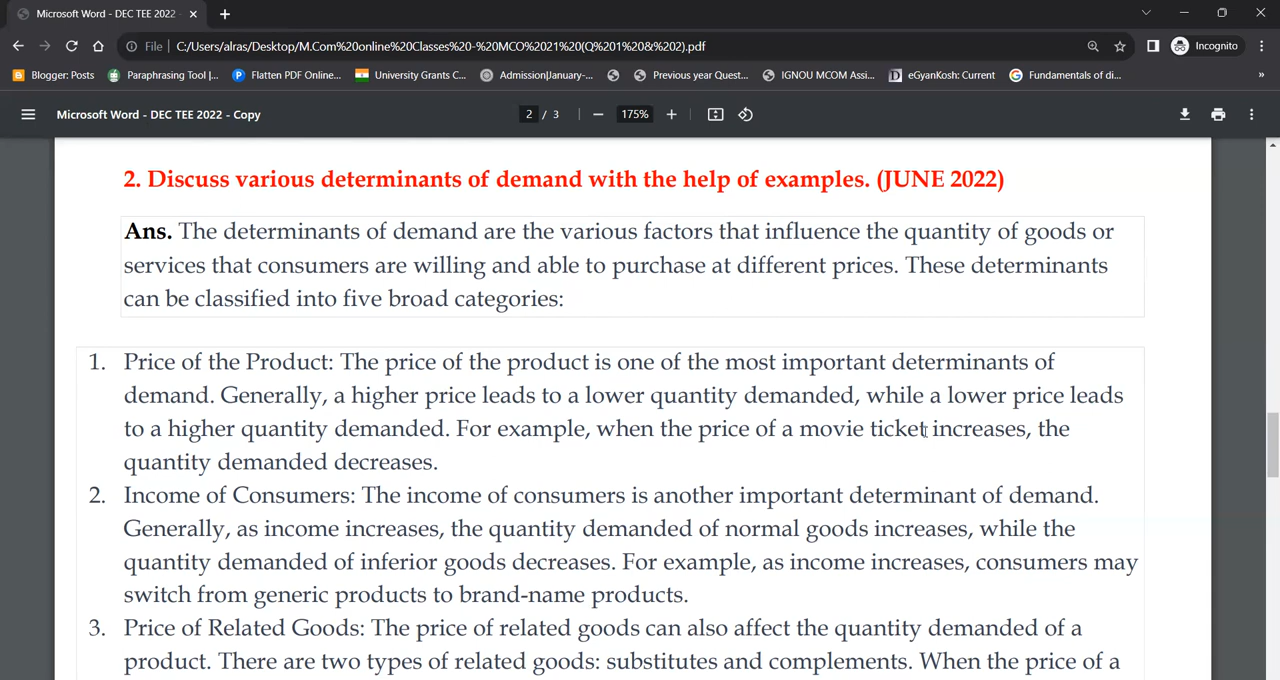 Microsoft Word - DEC TEE 2022 -
Incognito
File
C:/Users/alras/Desktop/M.Com%20online%20Classes%20-%20MCO%2021%20(Q%201%20&%202).pdf
Blogger: Posts
Paraphrasing Tool |...
Flatten PDF Online...
University Grants C...
Admission|January-...
Previous year Quest...
IGNOU MCOM Assi...
eGyanKosh: Current
Fundamentals of di...
»
Microsoft Word - DEC TEE 2022 - Copy
2 / 3
175%
2. Discuss various determinants of demand with the help of examples. (JUNE 2022)
Ans. The determinants of demand are the various factors that influence the quantity of goods or
services that consumers are willing and able to purchase at different prices. These determinants
can be classified into five broad categories:
1. Price of the Product: The price of the product is one of the most important determinants of
demand. Generally, a higher price leads to a lower quantity demanded, while a lower price leads
to a higher quantity demanded. For example, when the price of a movie ticket increases, the
quantity demanded decreases.
2. Income of Consumers: The income of consumers is another important determinant of demand.
Generally, as income increases, the quantity demanded of normal goods increases, while the
quantity demanded of inferior goods decreases. For example, as income increases, consumers may
switch from generic products to brand-name products.
3. Price of Related Goods: The price of related goods can also affect the quantity demanded of a
product. There are two types of related goods: substitutes and complements. When the price of a